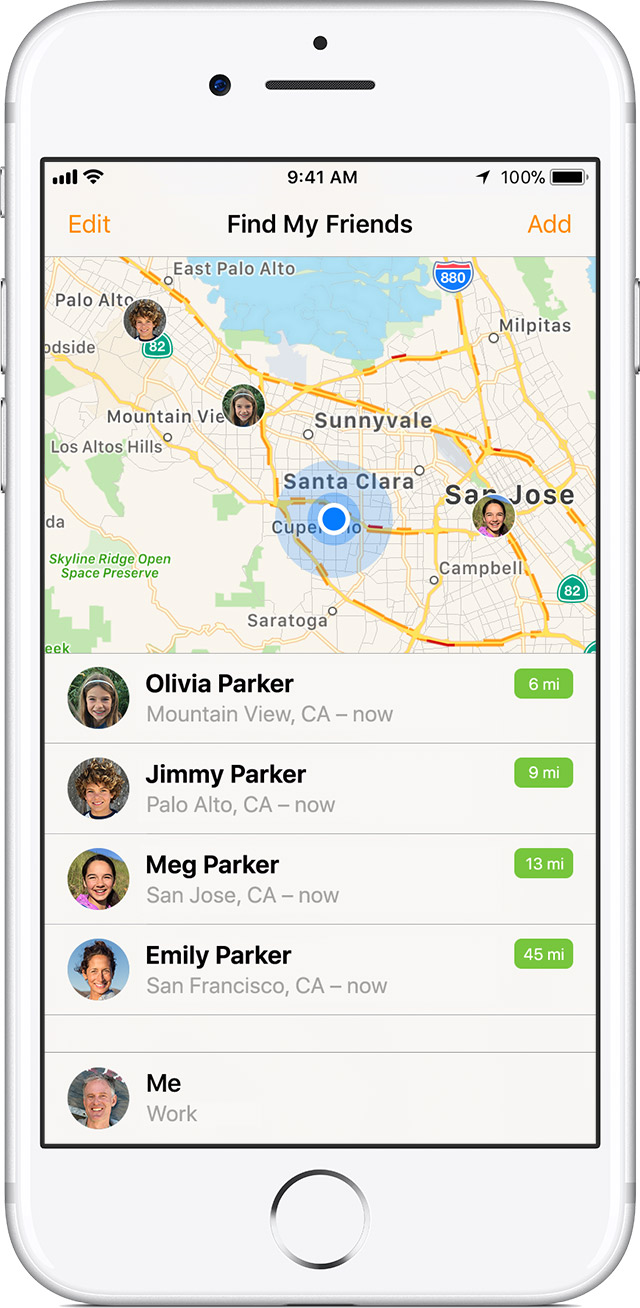 9:41 AM 100%
Edit Find My Friends Add
East Palo Alto
880
Palo Alto
Milpitas
82
Mountain Vie
Sunnyvale
Los Altos Hills
Santa Clara
San Jose
da
Skyline Ridge Open
Space Preserve
Campbell
82
Saratoga
eek
Olivia Parker 6 mi
Mountain View, CA – now
Jimmy Parker 9 mi
Palo Alto, CA – now
Meg Parker 13 mi
San Jose, CA – now
Emily Parker 45 mi
San Francisco, CA – now
Me
Work